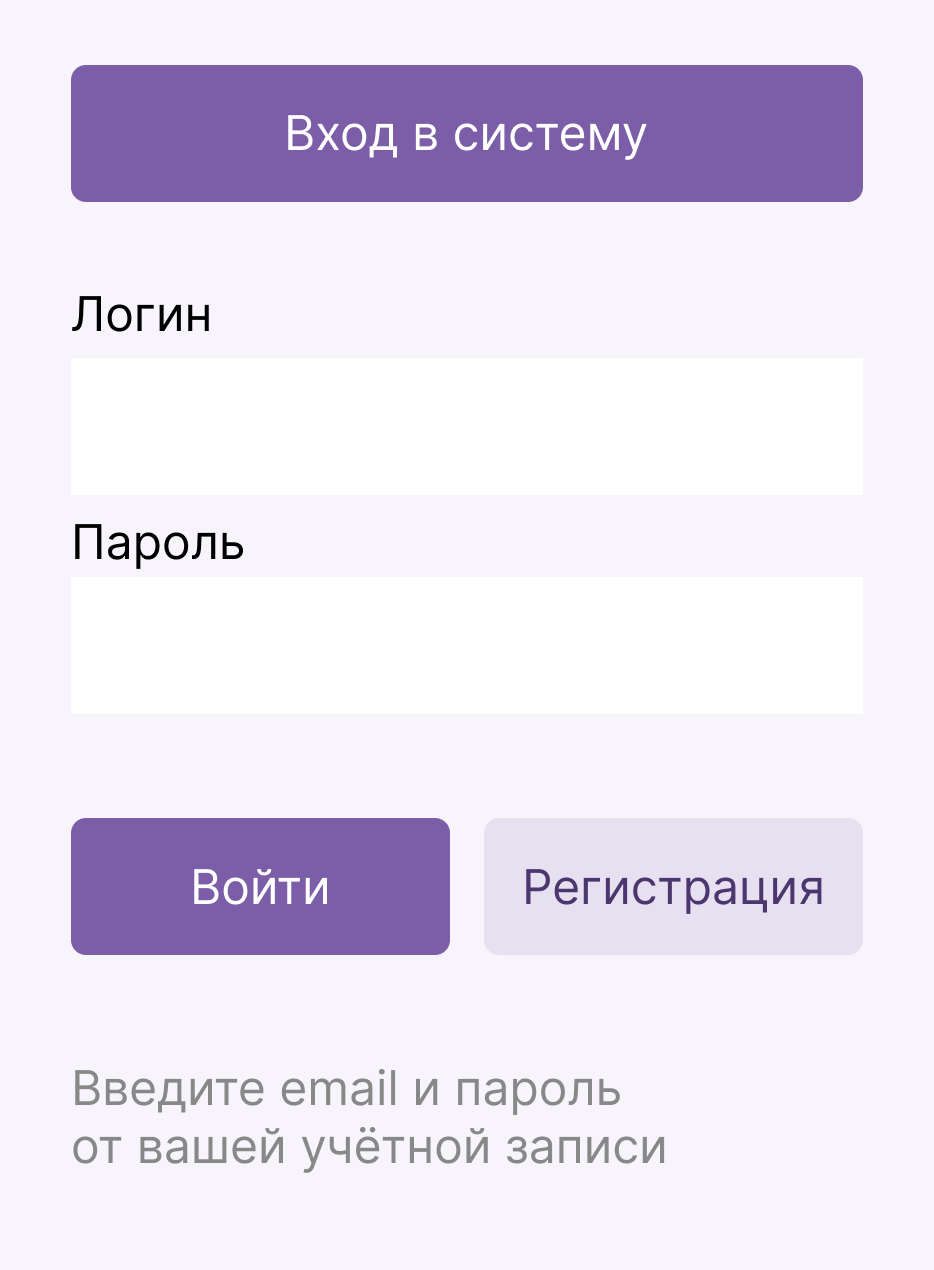 Вход в систему
Логин
Пароль
Войти
Регистрация
Введите email и пароль
от вашей учётной записи